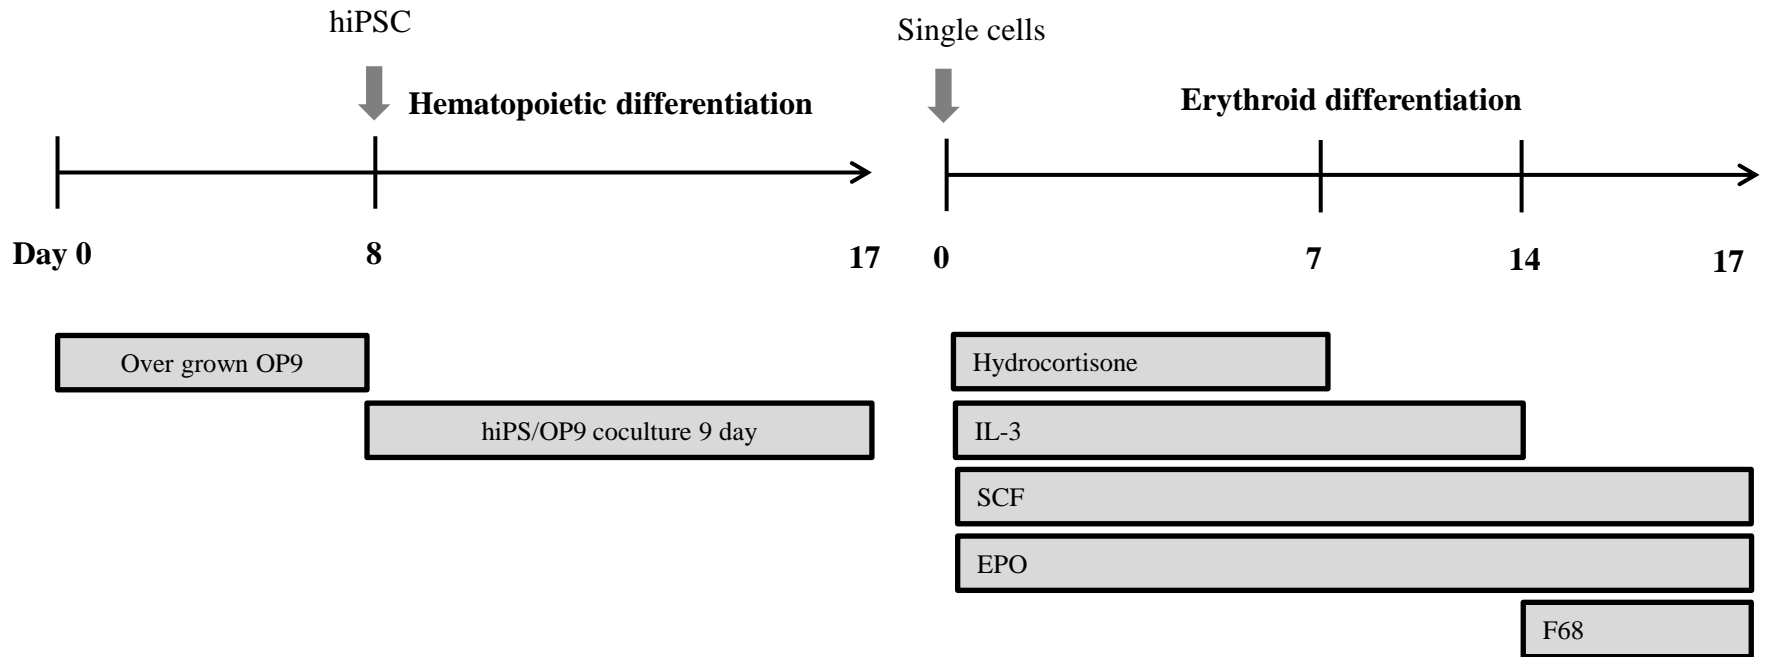 hiPSC
Single cells
Hematopoietic differentiation
Erythroid differentiation
Day 0
8
17
0
7
14
17
Over grown OP9
hiPS/OP9 coculture 9 day
Hydrocortisone
IL-3
SCF
EPO
F68